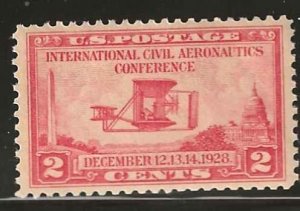 U.S. POSTAGE
INTERNATIONAL CIVIL AERONAUTICS
CONFERENCE
DECEMBER 12,13,14,1928.
2 CENTS 2